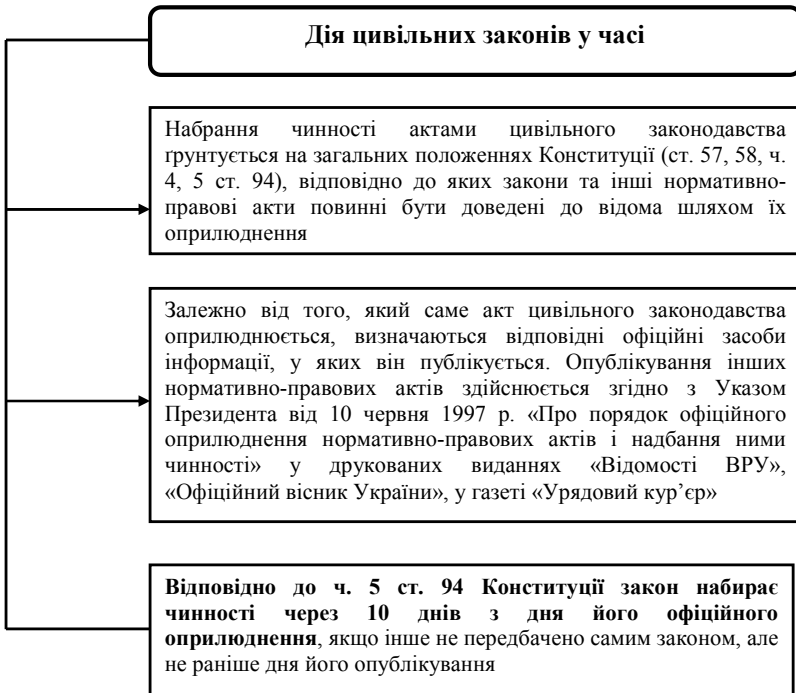 Дія цивільних законів у часі
Набрання чинності актами цивільного законодавства
ґрунтується на загальних положеннях Конституції (ст. 57, 58, ч.
4, 5 ст. 94), відповідно до яких закони та інші нормативно-
правові акти повинні бути доведені до відома шляхом їх
оприлюднення
Залежно від того, який саме акт цивільного законодавства
оприлюднюється, визначаються відповідні офіційні засоби
інформації, у яких він публікується. Опублікування інших
нормативно-правових актів здійснюється згідно з Указом
Президента від 10 червня 1997 р. «Про порядок офіційного
оприлюднення нормативно-правових актів і надбання ними
чинності» у друкованих виданнях «Відомості ВРУ»,
«Офіційний вісник України», у газеті «Урядовий кур’єр»
Відповідно до ч. 5 ст. 94 Конституції закон набирає
чинності через 10 днів з дня його офіційного
оприлюднення, якщо інше не передбачено самим законом, але
не раніше дня його опублікування